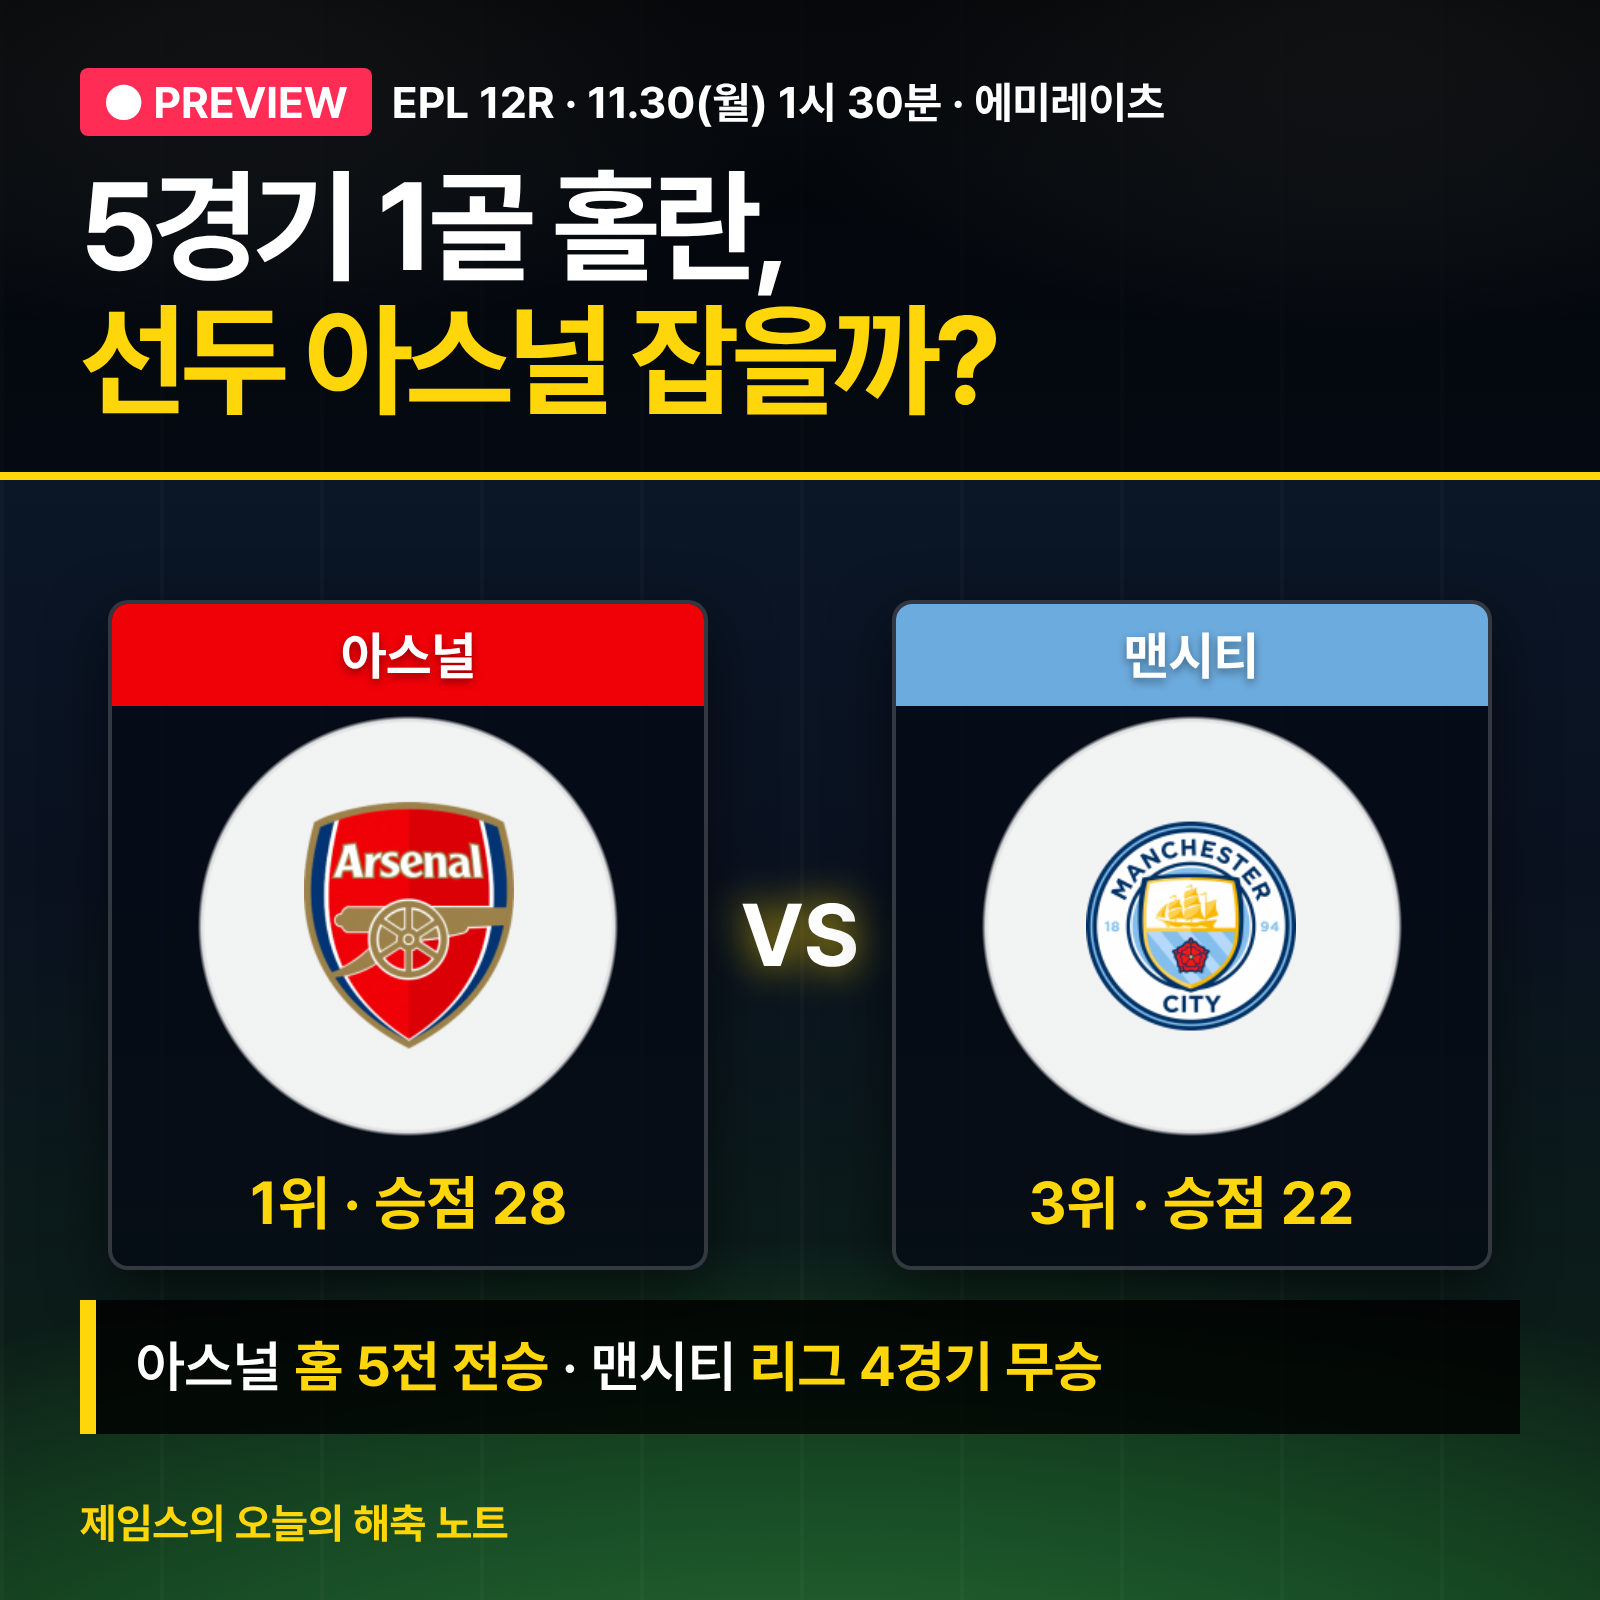 PREVIEW EPL 12R · 11.30(월) 1시 30분 · 에미레이츠
5경기 1골 홀란,
선두 아스널 잡을까?
아스널
맨시티
Arsenal
MANCHESTER
18 94
CITY
VS
1위 · 승점 28
3위 · 승점 22
아스널 홈 5전 전승 · 맨시티 리그 4경기 무승
제임스의 오늘의 해축 노트